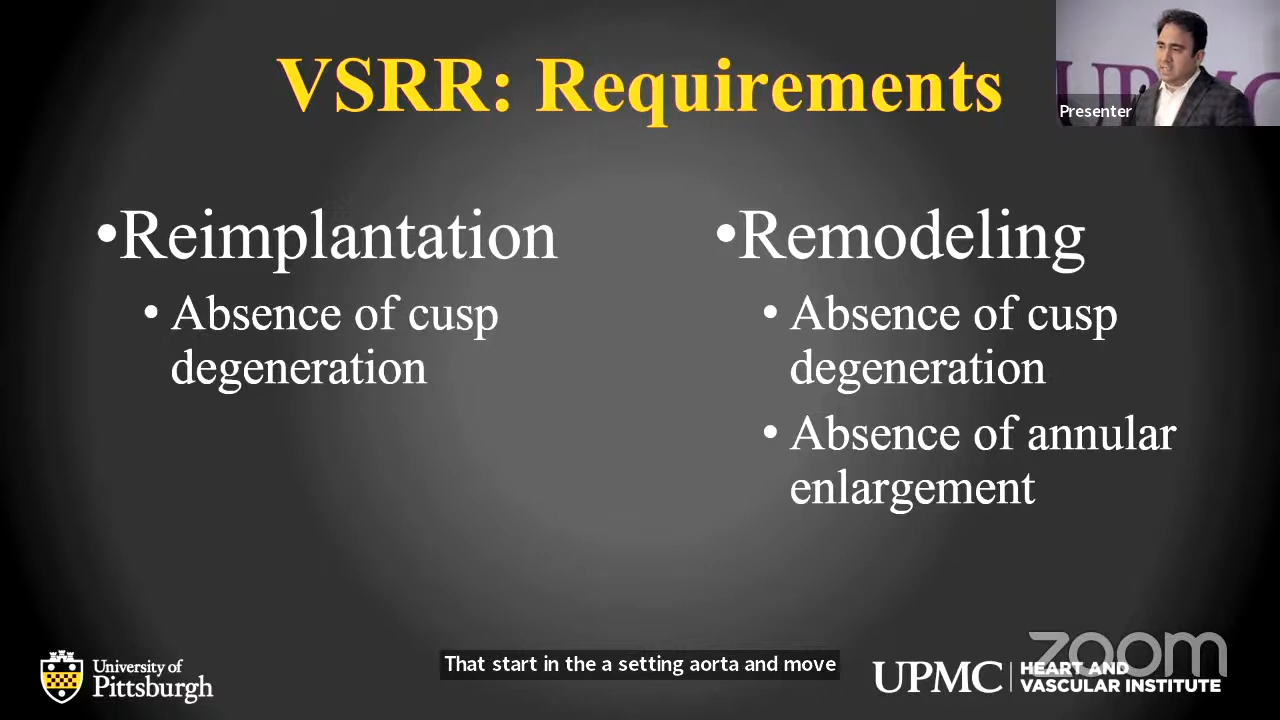 VSRR: Requirements
UPMC
Presenter
•Reimplantation
• Absence of cusp
degeneration
•Remodeling
• Absence of cusp
degeneration
• Absence of annular
enlargement
University of
Pittsburgh
That start in the a setting aorta and move
zoom
UPMC
HEART AND
VASCULAR INSTITUTE